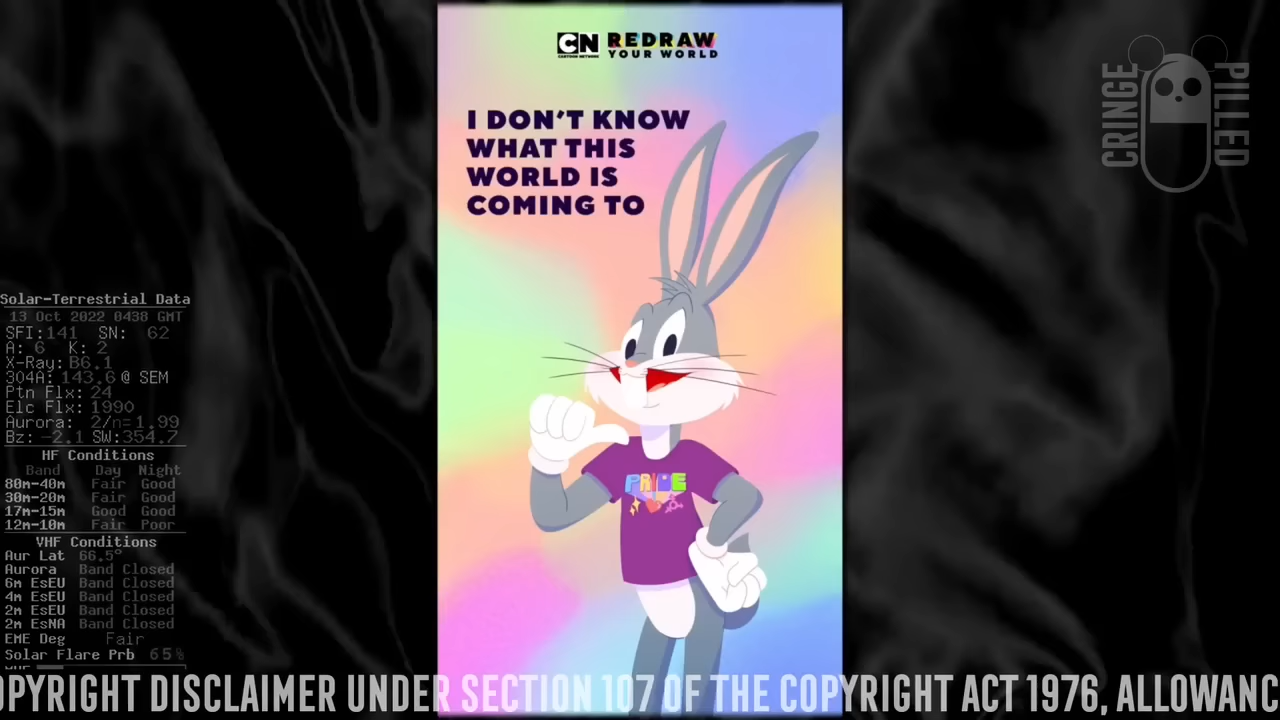 CN REDRAW
CARTOON NETWORK YOUR WORLD
I DON'T KNOW
WHAT THIS
WORLD IS
COMING TO
PRIDE
CRINGE
PILLED
Solar-Terrestrial Data
13 Oct 2022 0438 GMT
SFI:141 SN: 62
A: 6 K: 2
X-Ray: B6.1
304A: 143.6 @ SEM
Ptn Flx: 24
Elc Flx: 1990
Aurora: 2/n=1.99
Bz: -2.1 SW:354.7
HF Conditions
Band Day Night
80m-40m Fair Good
30m-20m Fair Good
17m-15m Good Good
12m-10m Fair Poor
VHF Conditions
Aur Lat 66.5°
Aurora Band Closed
6m EsEU Band Closed
4m EsEU Band Closed
2m EsEU Band Closed
2m EsNA Band Closed
EME Deg Fair
Solar Flare Prb 65%
OPYRIGHT DISCLAIMER UNDER SECTION 107 OF THE COPYRIGHT ACT 1976, ALLOWANC